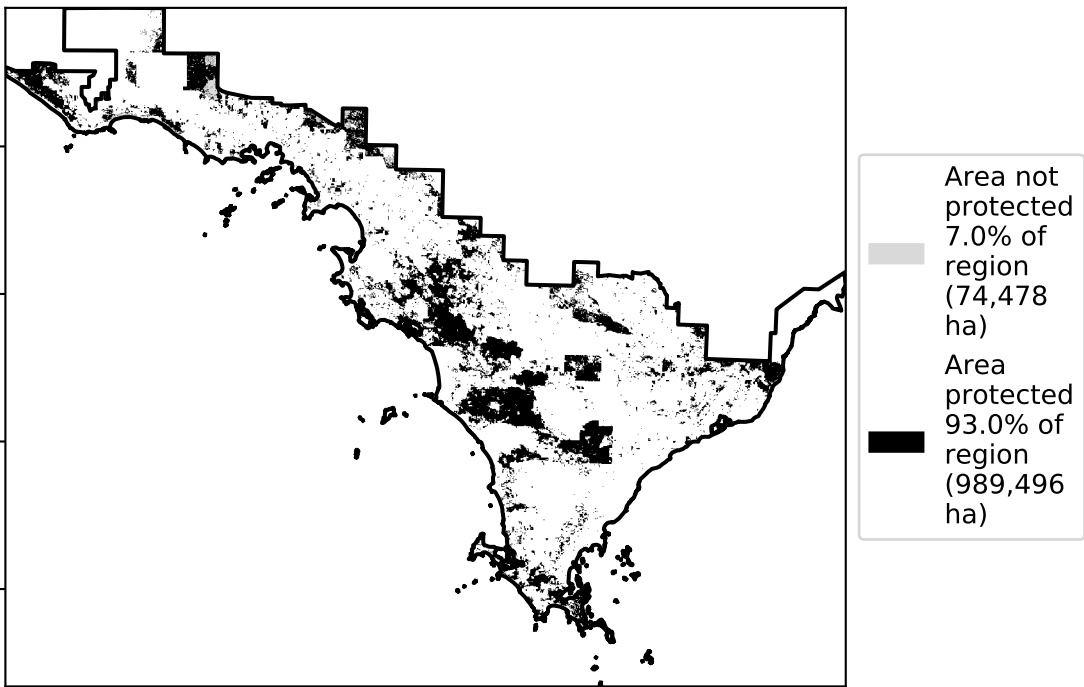 Area not
protected
7.0% of
region
(74,478
ha)
Area
protected
93.0% of
region
(989,496
ha)